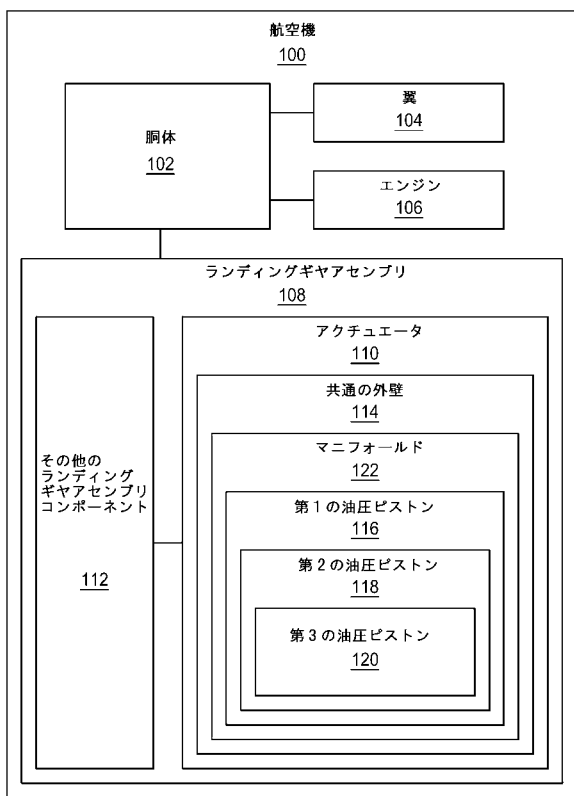 航空機
100
胴体
102
翼
104
エンジン
106
ランディングギヤアセンブリ
108
その他の
ランディング
ギヤアセンブリ
コンポーネント
112
アクチュエータ
110
共通の外壁
114
マニフォールド
122
第1の油圧ピストン
116
第2の油圧ピストン
118
第3の油圧ピストン
120